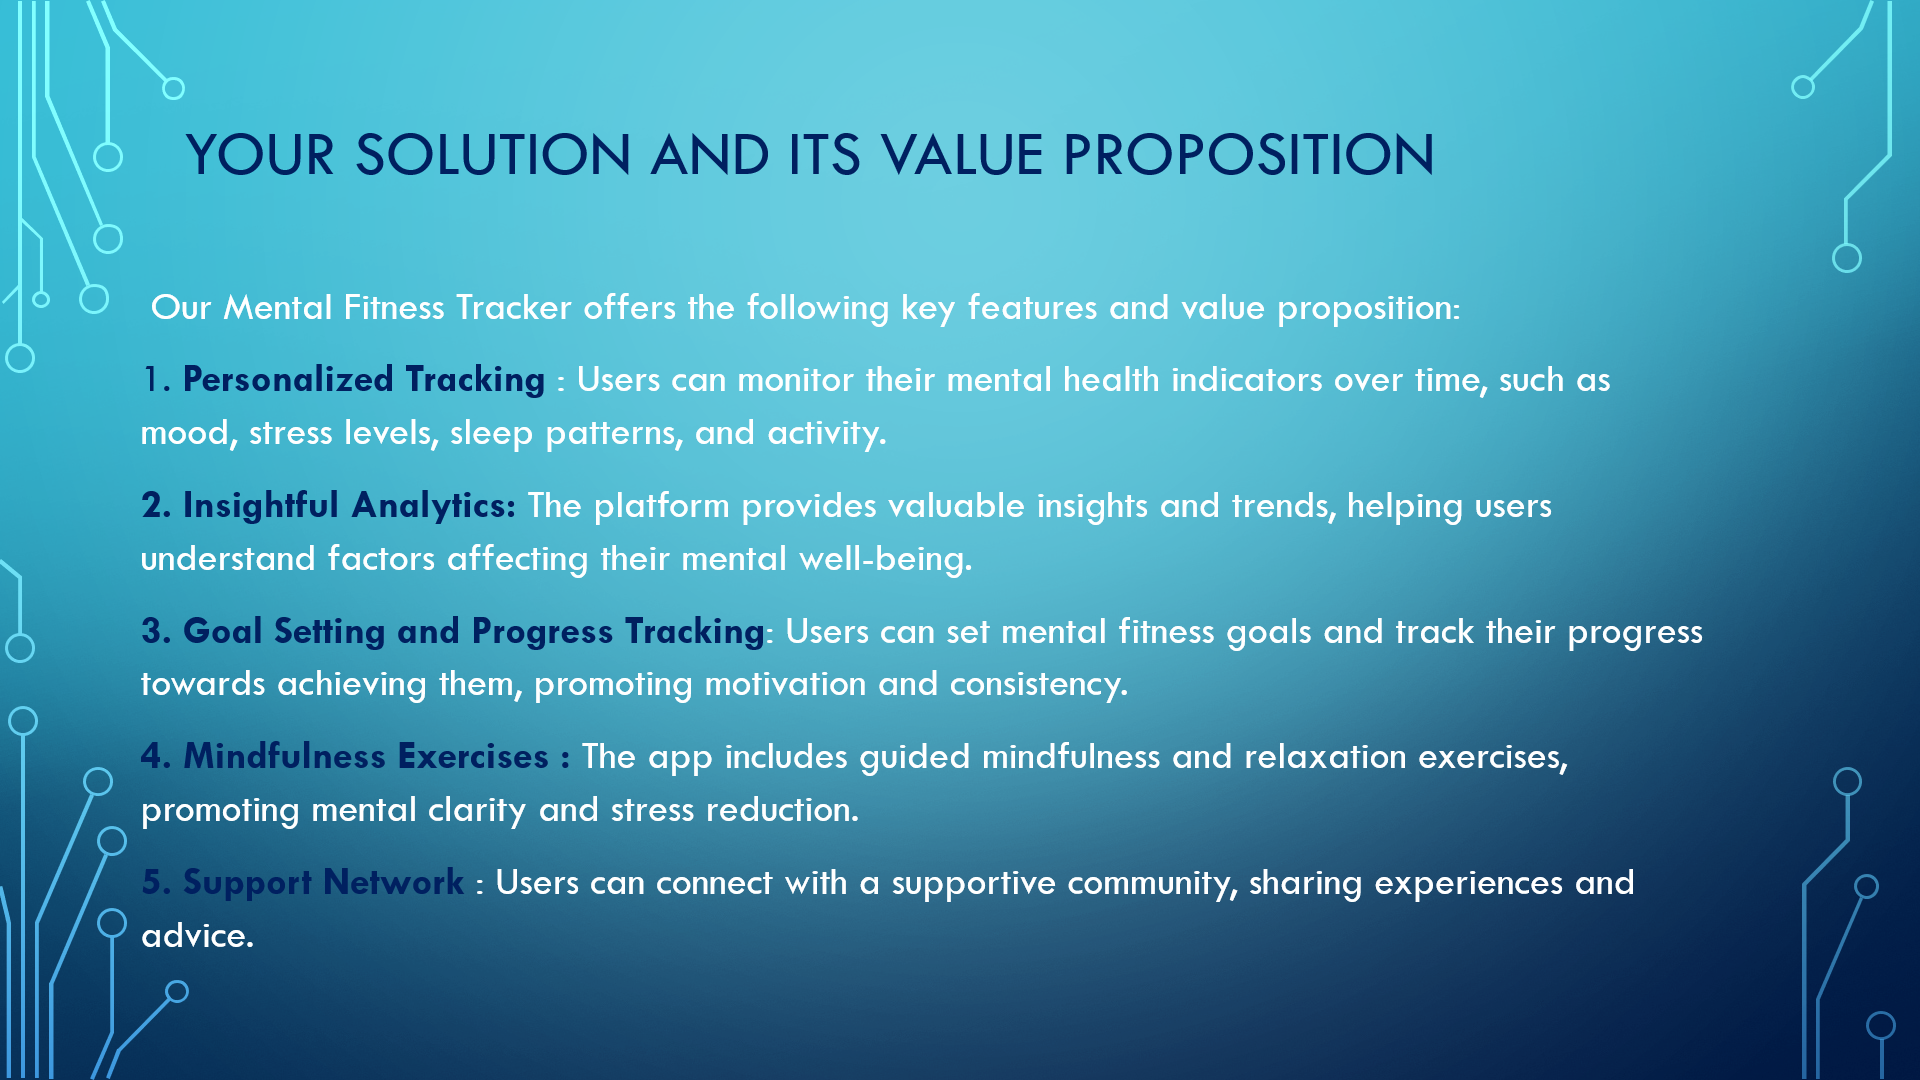 YOUR SOLUTION AND ITS VALUE PROPOSITION
Our Mental Fitness Tracker offers the following key features and value proposition:
1. Personalized Tracking : Users can monitor their mental health indicators over time, such as
mood, stress levels, sleep patterns, and activity.
2. Insightful Analytics: The platform provides valuable insights and trends, helping users
understand factors affecting their mental well-being.
3. Goal Setting and Progress Tracking: Users can set mental fitness goals and track their progress
towards achieving them, promoting motivation and consistency.
4. Mindfulness Exercises : The app includes guided mindfulness and relaxation exercises,
promoting mental clarity and stress reduction.
5. Support Network : Users can connect with a supportive community, sharing experiences and
advice.